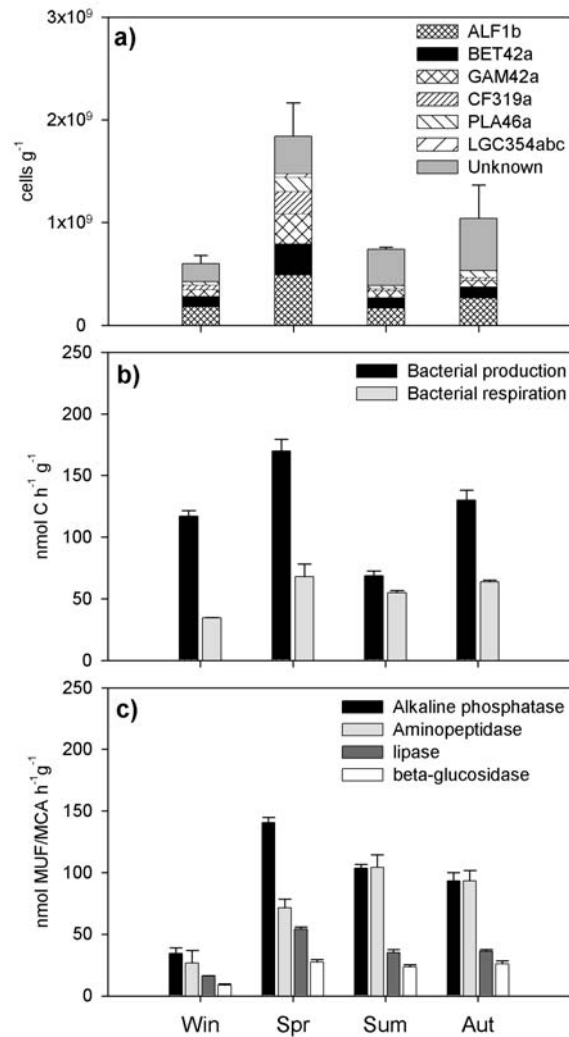 a)
3x10⁹
2x10⁹
1x10⁹
0
cells g⁻¹
ALF1b
BET42a
GAM42a
CF319a
PLA46a
LGC354abc
Unknown
b)
250
200
150
100
50
0
nmol C h⁻¹ g⁻¹
Bacterial production
Bacterial respiration
c)
250
200
150
100
50
0
nmol MUF/MCA h⁻¹g⁻¹
Alkaline phosphatase
Aminopeptidase
lipase
beta-glucosidase
Win Spr Sum Aut